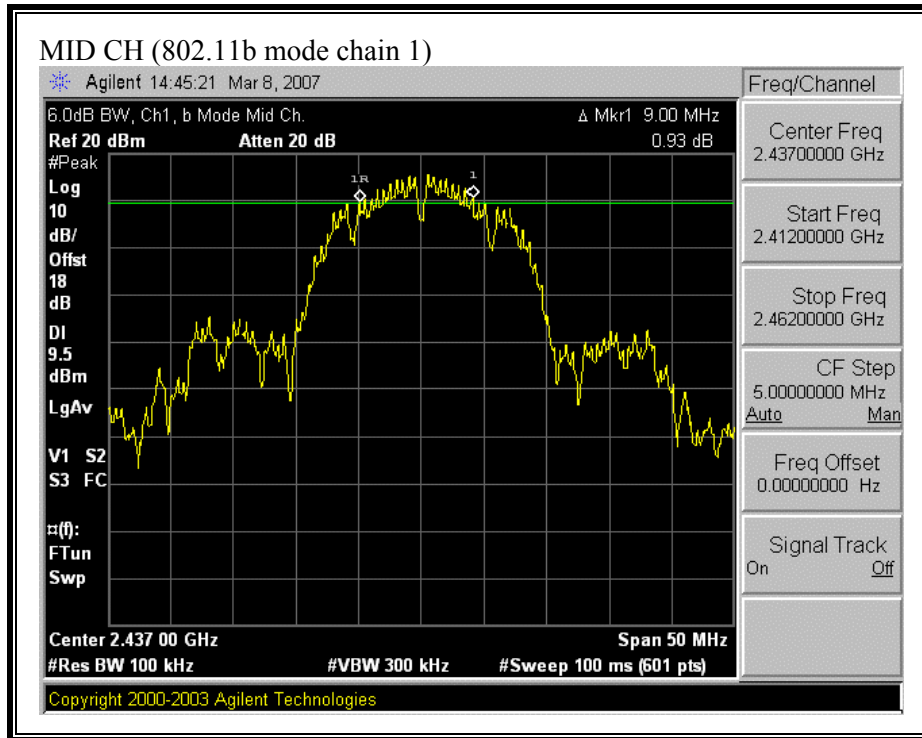 MID CH (802.11b mode chain 1)
Agilent 14:45:21 Mar 8, 2007
Freq/Channel
6.0dB BW, Ch1, b Mode Mid Ch.
Δ Mkr1 9.00 MHz
Ref 20 dBm
Atten 20 dB
0.93 dB
#Peak
Log
10
dB/
Offst
18
dB
DI
9.5
dBm
LgAv
V1 S2
S3 FC
¤(f):
FTun
Swp
1R
1
Center 2.437 00 GHz
Span 50 MHz
#Res BW 100 kHz
#VBW 300 kHz
#Sweep 100 ms (601 pts)
Copyright 2000-2003 Agilent Technologies
Center Freq
2.43700000 GHz
Start Freq
2.41200000 GHz
Stop Freq
2.46200000 GHz
CF Step
5.00000000 MHz
Auto Man
Freq Offset
0.00000000 Hz
Signal Track
On Off